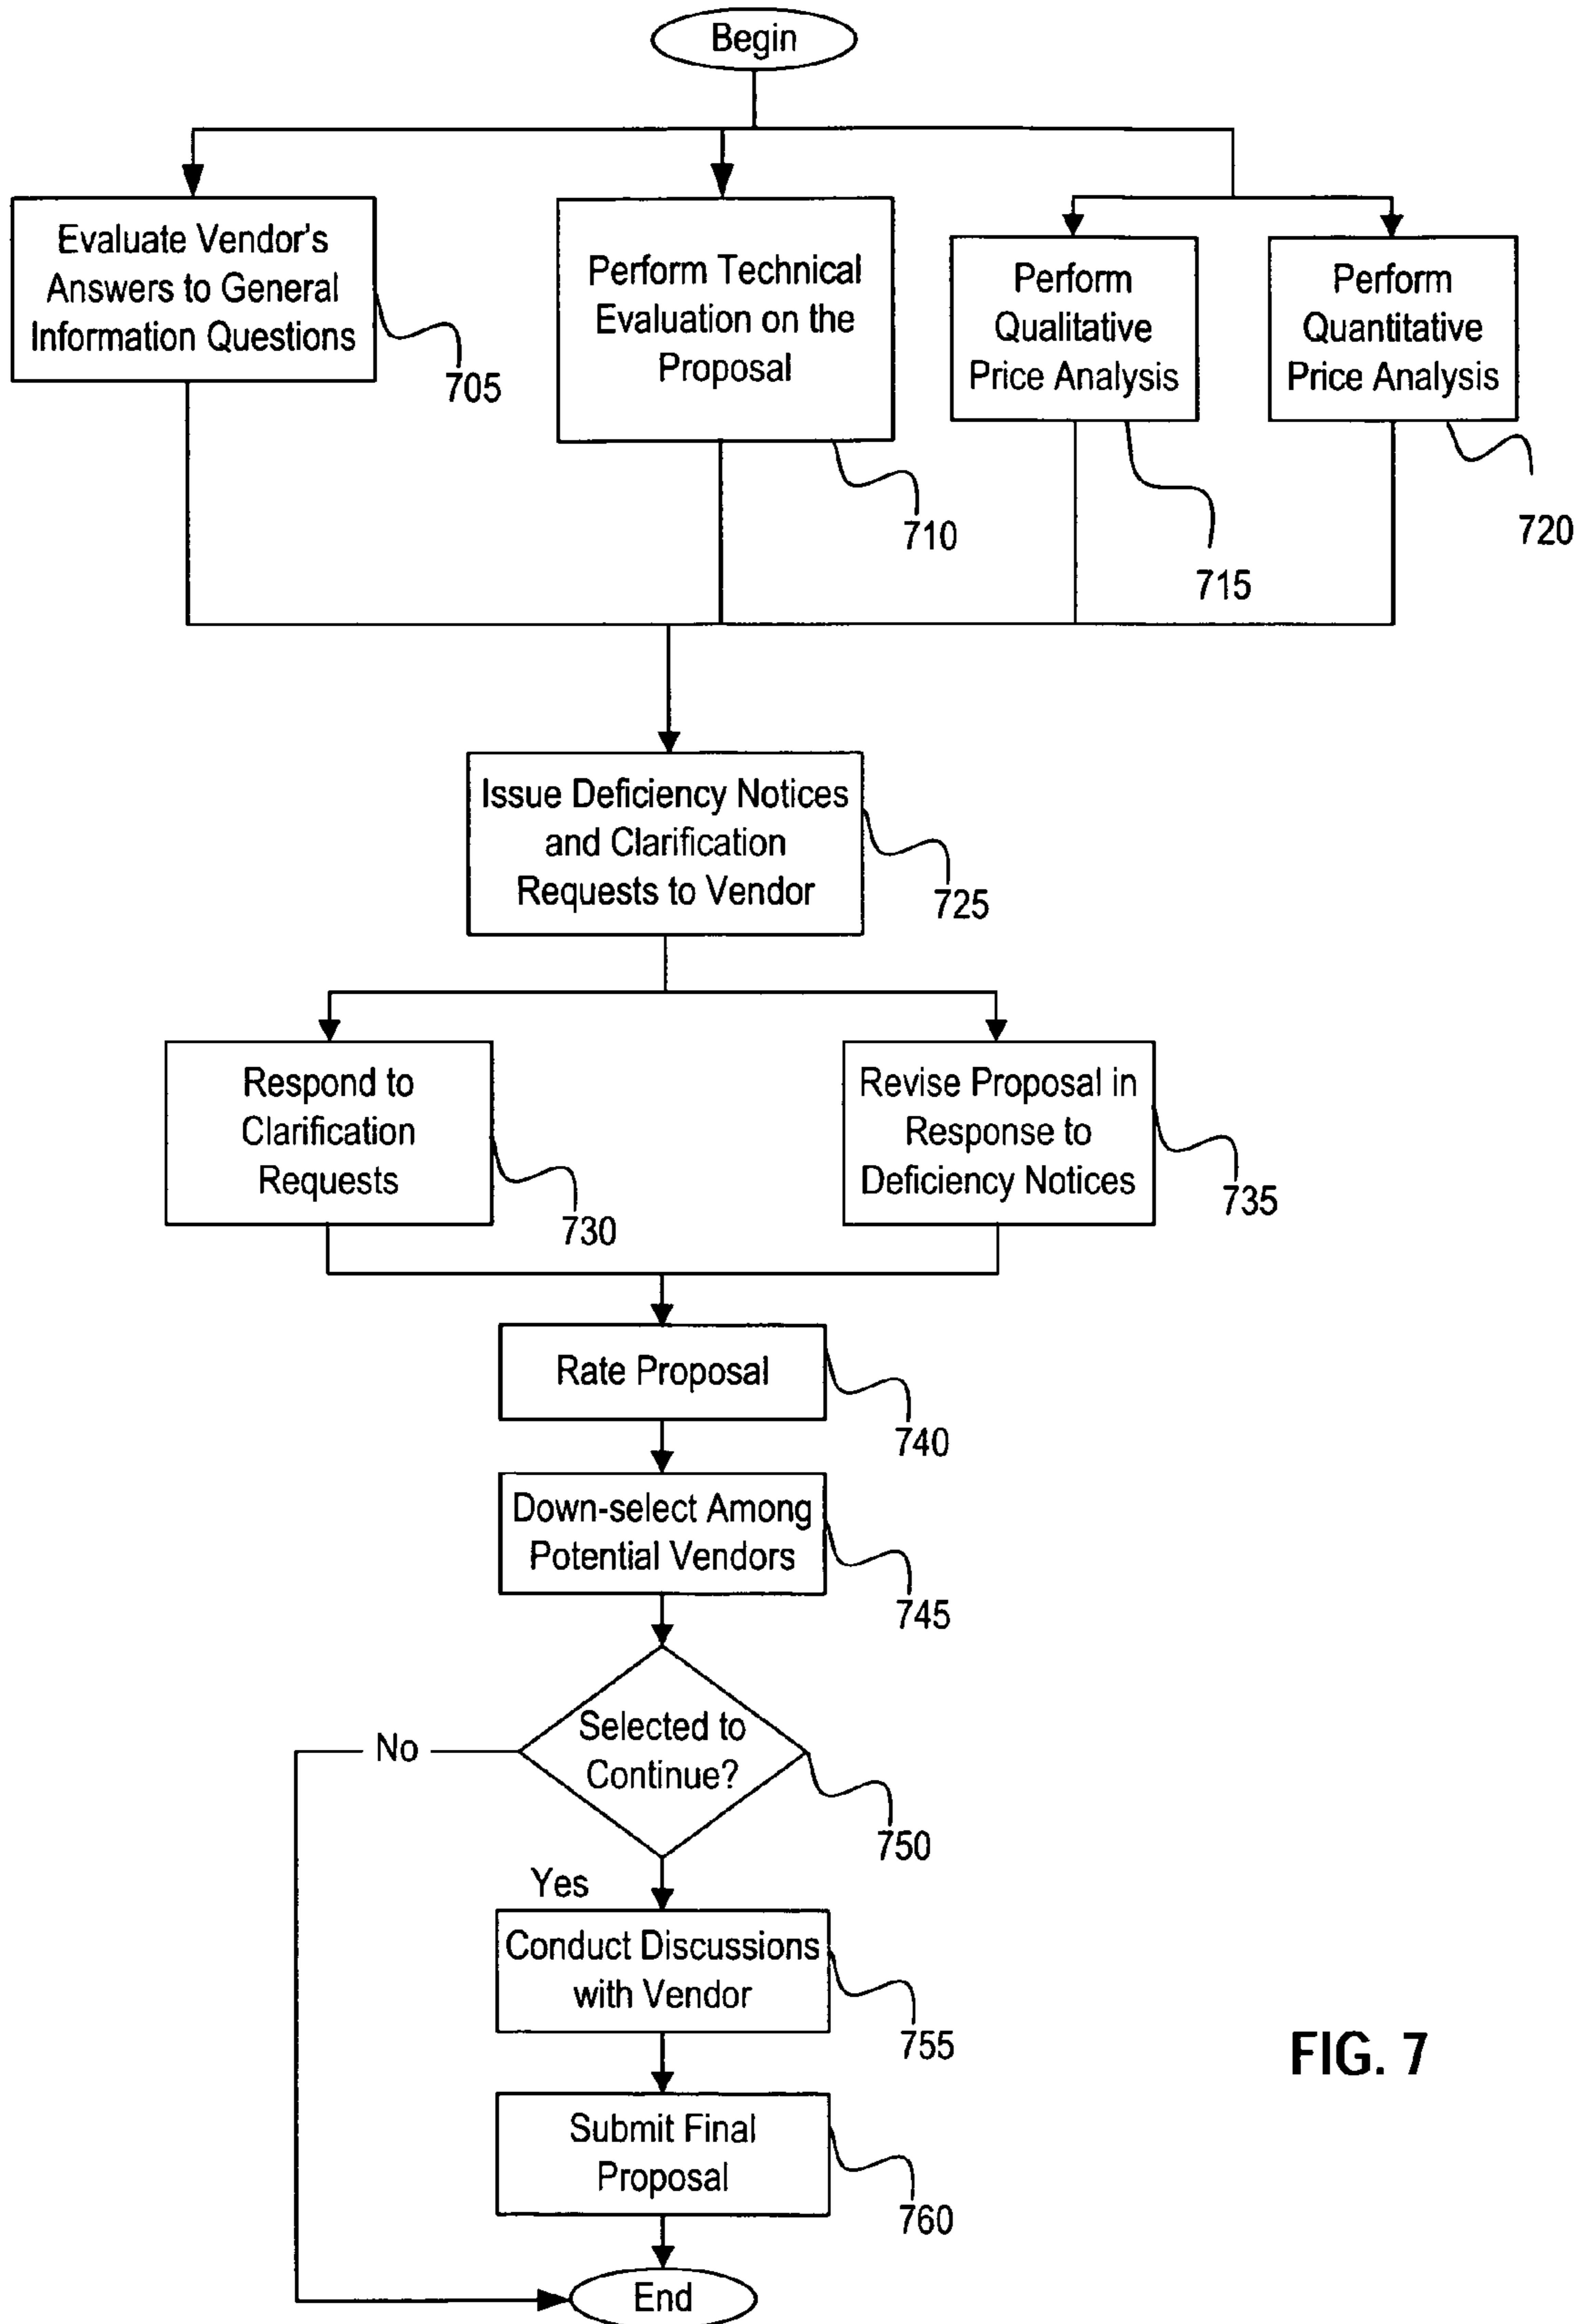 Begin
Evaluate Vendor's
Answers to General
Information Questions
705
Perform Technical
Evaluation on the
Proposal
710
Perform
Qualitative
Price Analysis
715
Perform
Quantitative
Price Analysis
720
Issue Deficiency Notices
and Clarification
Requests to Vendor
725
Respond to
Clarification
Requests
730
Revise Proposal in
Response to
Deficiency Notices
735
Rate Proposal
740
Down-select Among
Potential Vendors
745
Selected to
Continue?
750
No
Yes
Conduct Discussions
with Vendor
755
Submit Final
Proposal
760
End
FIG. 7